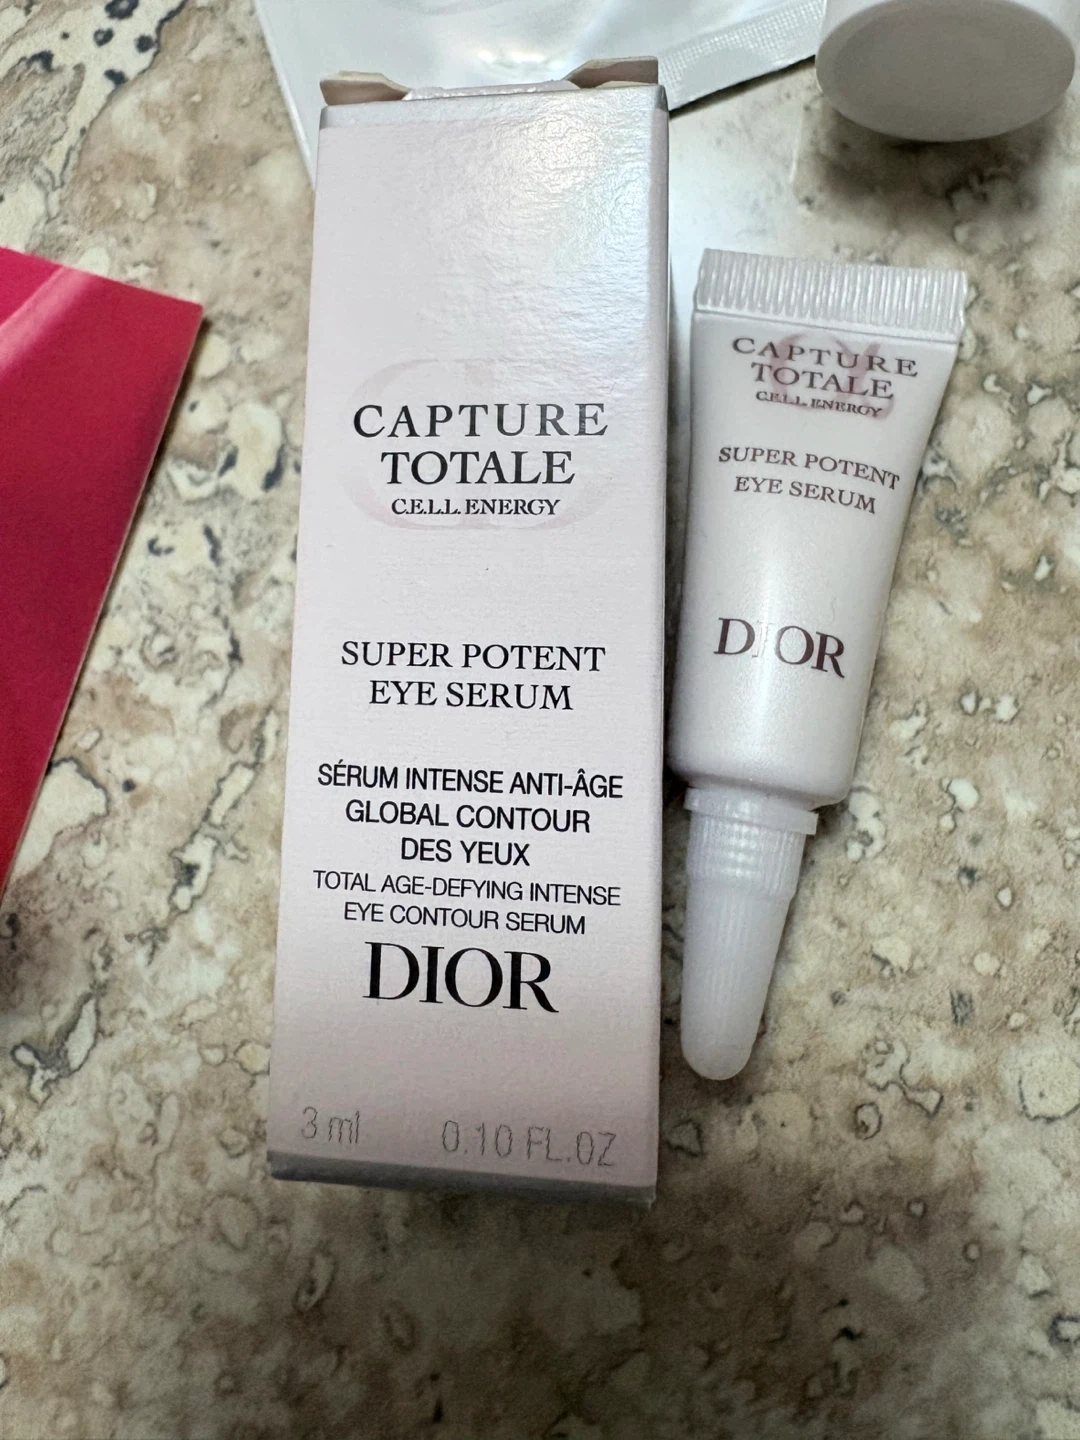 CAPTURE
TOTALE
C.E.L.L. ENERGY
SUPER POTENT
EYE SERUM
SÉRUM INTENSE ANTI-ÂGE
GLOBAL CONTOUR
DES YEUX
TOTAL AGE-DEFYING INTENSE
EYE CONTOUR SERUM
DIOR
3 ml 0.10 FL.OZ
CAPTURE
TOTALE
C.E.L.L. ENERGY
SUPER POTENT
EYE SERUM
DIOR